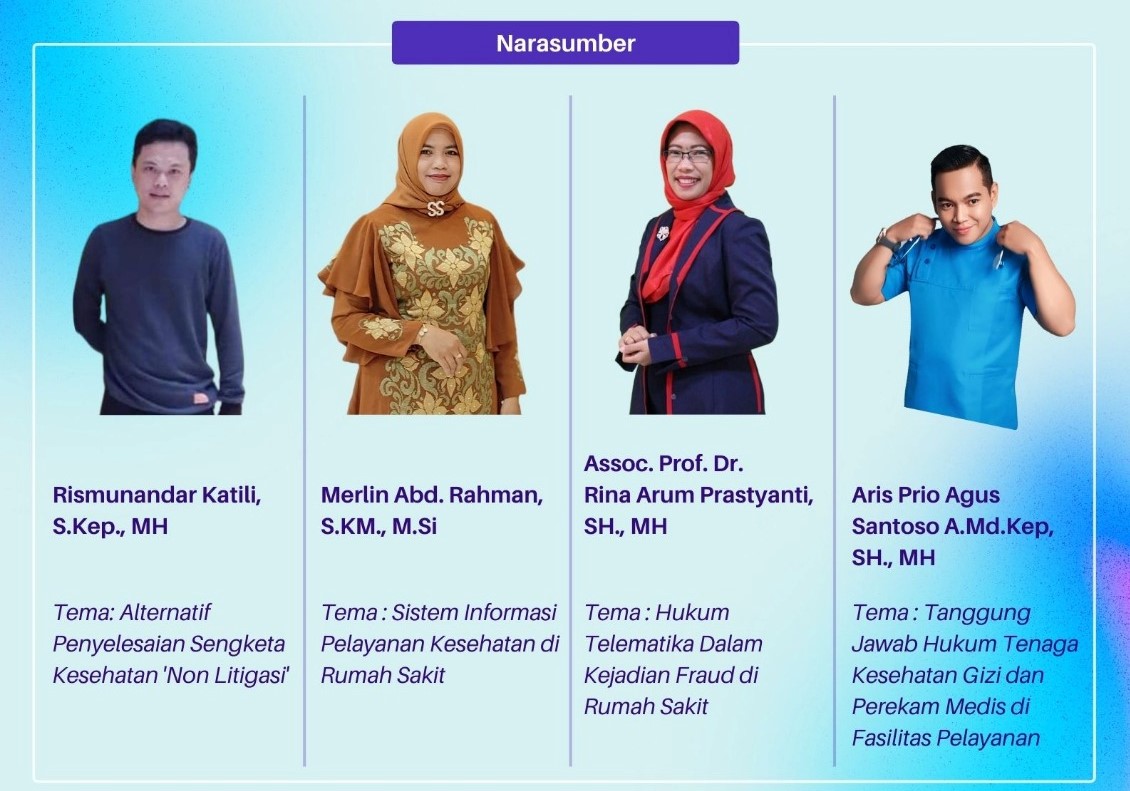 Narasumber
Rismunandar Katili,
S.Kep., MH
Tema: Alternatif
Penyelesaian Sengketa
Kesehatan 'Non Litigasi'
Merlin Abd. Rahman,
S.KM., M.Si
Tema : Sistem Informasi
Pelayanan Kesehatan di
Rumah Sakit
Assoc. Prof. Dr.
Rina Arum Prastyanti,
SH., MH
Tema : Hukum
Telematika Dalam
Kejadian Fraud di
Rumah Sakit
Aris Prio Agus
Santoso A.Md.Kep,
SH., MH
Tema : Tanggung
Jawab Hukum Tenaga
Kesehatan Gizi dan
Perekam Medis di
Fasilitas Pelayanan